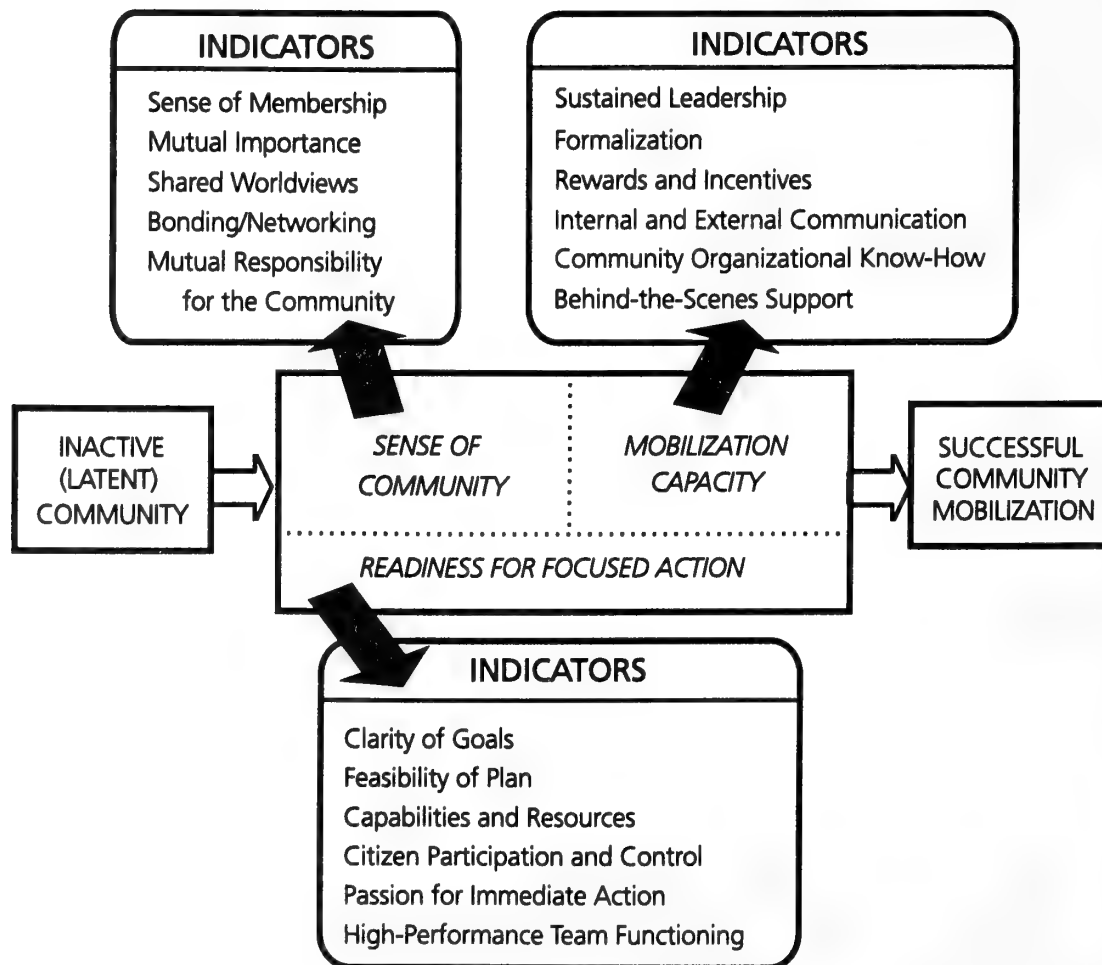 INDICATORS
Sense of Membership
Mutual Importance
Shared Worldviews
Bonding/Networking
Mutual Responsibility
for the Community
INDICATORS
Sustained Leadership
Formalization
Rewards and Incentives
Internal and External Communication
Community Organizational Know-How
Behind-the-Scenes Support
INACTIVE
(LATENT)
COMMUNITY
SENSE OF
COMMUNITY
MOBILIZATION
CAPACITY
READINESS FOR FOCUSED ACTION
SUCCESSFUL
COMMUNITY
MOBILIZATION
INDICATORS
Clarity of Goals
Feasibility of Plan
Capabilities and Resources
Citizen Participation and Control
Passion for Immediate Action
High-Performance Team Functioning